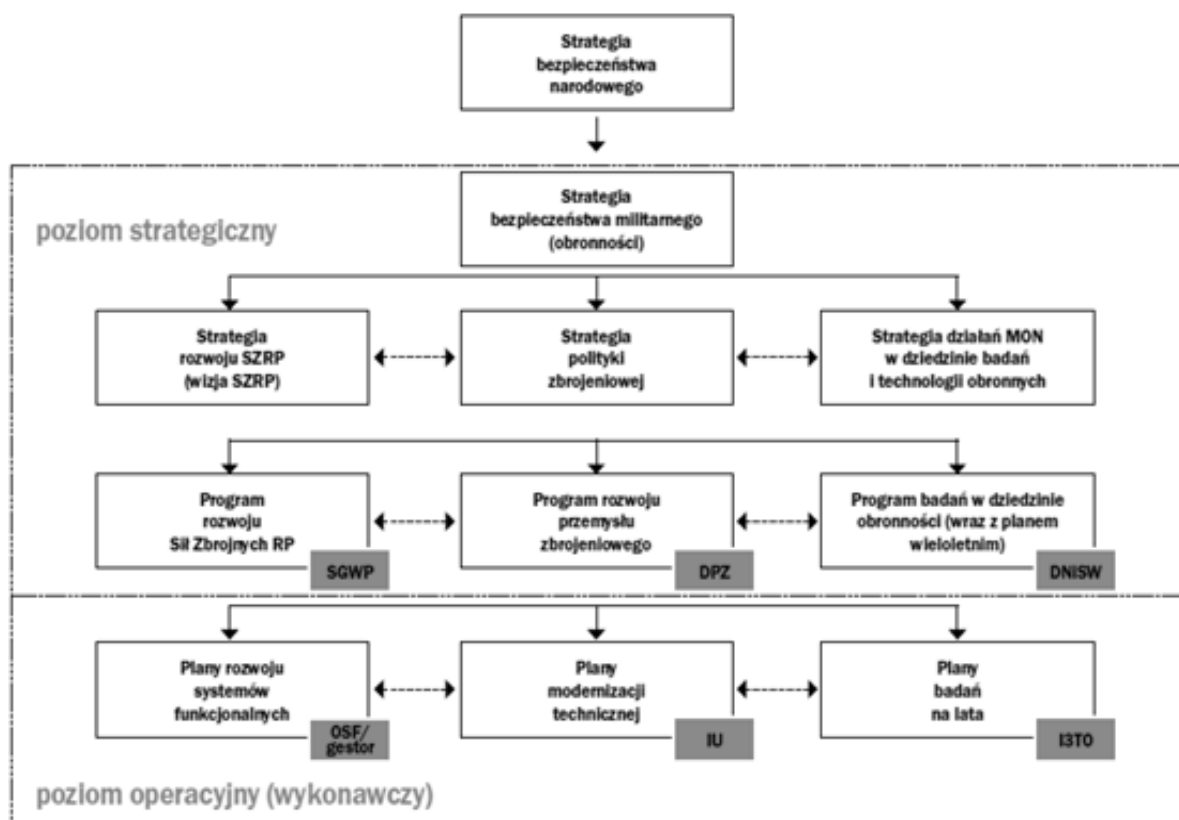 Strategia
bezpieczeństwa
narodowego
poziom strategiczny
Strategia
bezpieczeństwa militarnego
(obronności)
Strategia
rozwoju SZRP
(wizja SZRP)
Strategia
polityki
zbrojeniowej
Strategia działań MON
w dziedzinie badań
i technologii obronnych
Program
rozwoju
Sił Zbrojnych RP
SGWP
Program rozwoju
przemysłu
zbrojeniowego
DPZ
Program badań w dziedzinie
obronności (wraz z planem
wieloletnim)
DNiSW
Plany rozwoju
systemów
funkcjonalnych
OSF/
gestor
Plany
modernizacji
technicznej
IU
Plany
badań
na lata
I3TO
poziom operacyjny (wykonawczy)